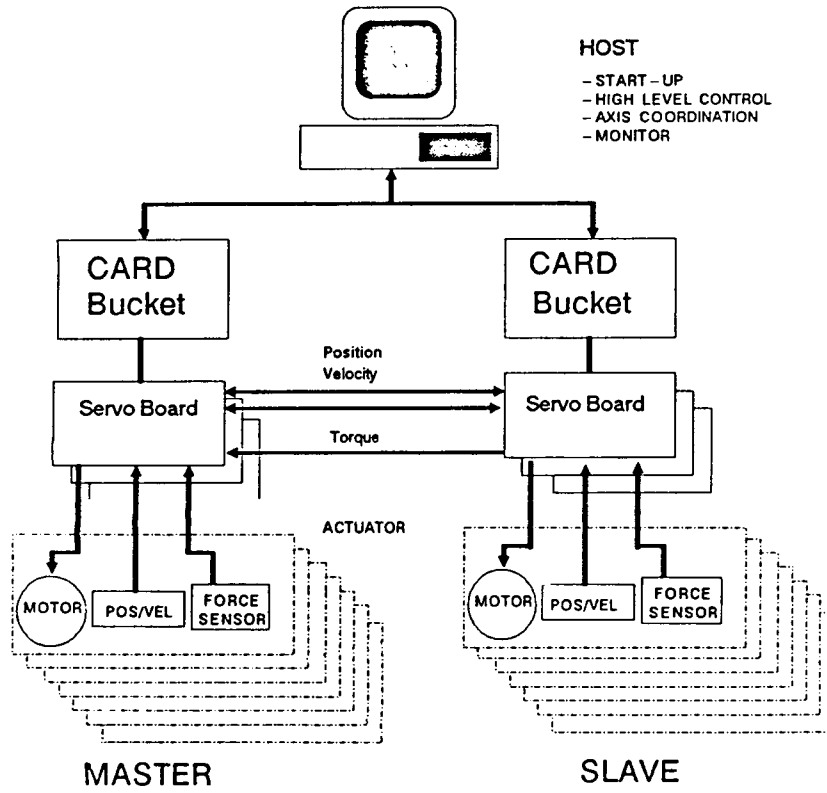 HOST
- START-UP
- HIGH LEVEL CONTROL
- AXIS COORDINATION
- MONITOR
CARD
Bucket
CARD
Bucket
Position
Velocity
Servo Board
Servo Board
Torque
ACTUATOR
MOTOR
POS/VEL
FORCE
SENSOR
MOTOR
POS/VEL
FORCE
SENSOR
MASTER
SLAVE